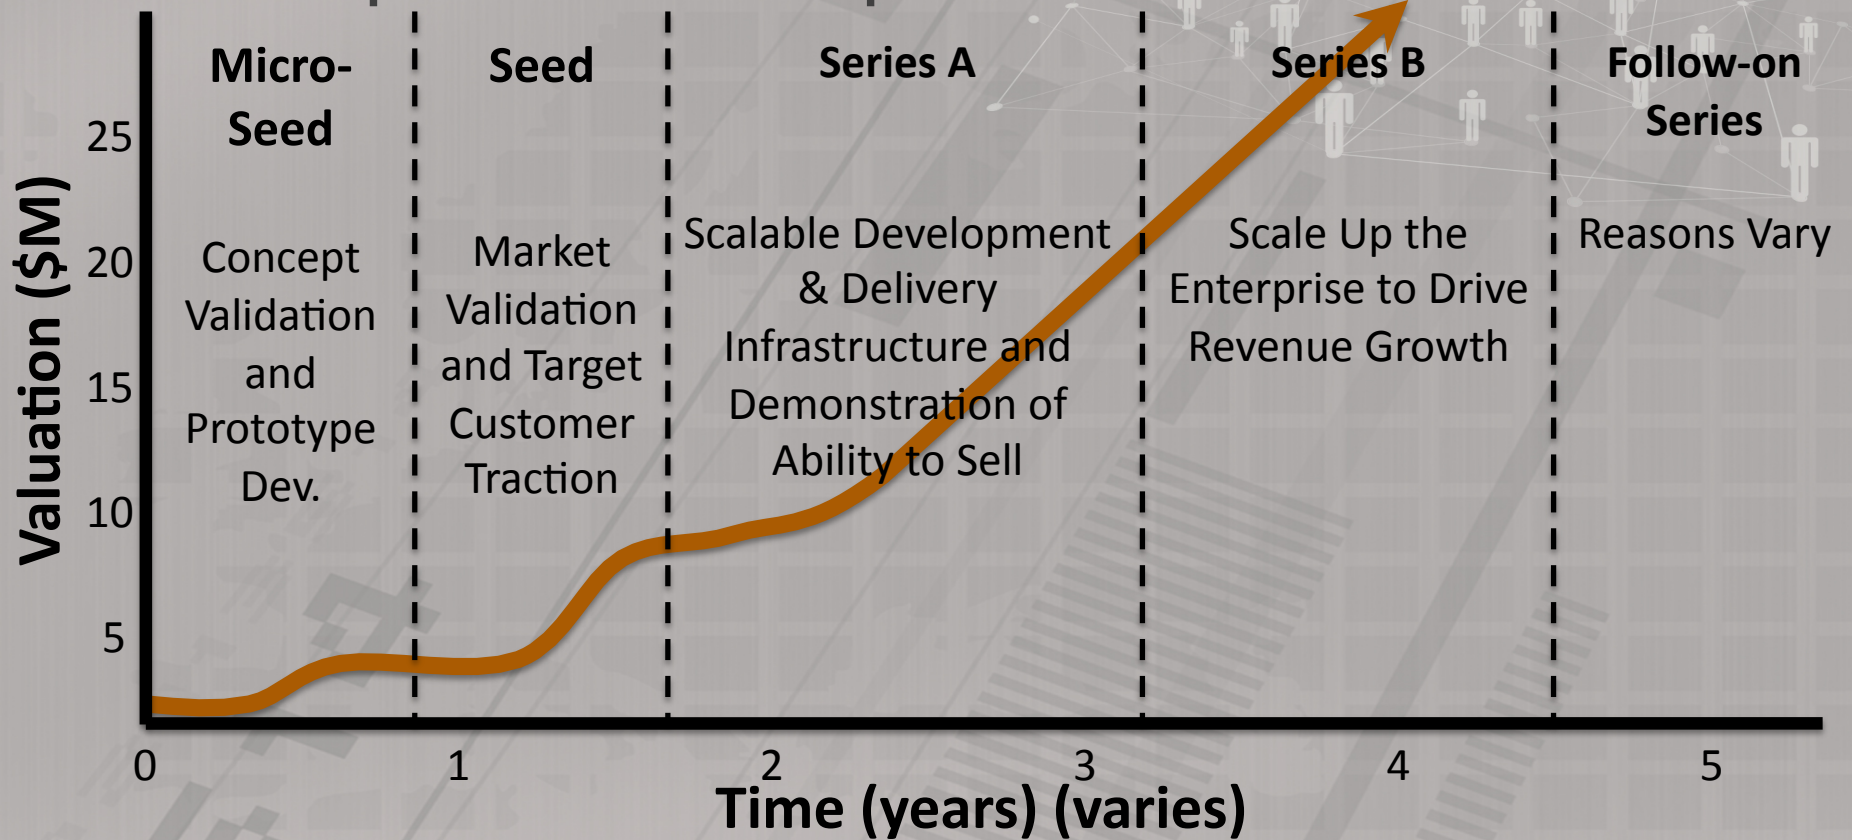 Micro-
Seed
Seed
Series A
Series B
Follow-on
Series
Concept
Validation
and
Prototype
Dev.
Market
Validation
and Target
Customer
Traction
Scalable Development
& Delivery
Infrastructure and
Demonstration of
Ability to Sell
Scale Up the
Enterprise to Drive
Revenue Growth
Reasons Vary
Valuation ($M)
25
20
15
10
5
0 1 2 3 4 5
Time (years) (varies)